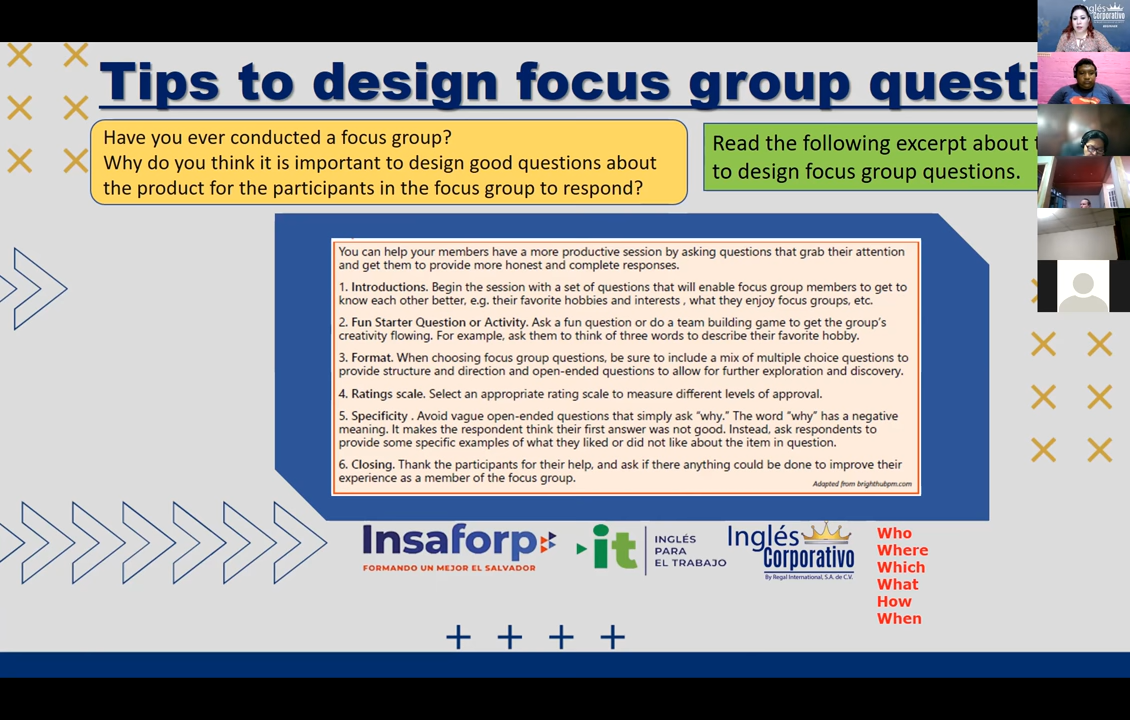 Tips to design focus group questi
Have you ever conducted a focus group?
Why do you think it is important to design good questions about
the product for the participants in the focus group to respond?
Read the following excerpt about
to design focus group questions.
You can help your members have a more productive session by asking questions that grab their attention
and get them to provide more honest and complete responses.
1. Introductions. Begin the session with a set of questions that will enable focus group members to get to
know each other better, e.g. their favorite hobbies and interests , what they enjoy focus groups, etc.
2. Fun Starter Question or Activity. Ask a fun question or do a team building game to get the group's
creativity flowing. For example, ask them to think of three words to describe their favorite hobby.
3. Format. When choosing focus group questions, be sure to include a mix of multiple choice questions to
provide structure and direction and open-ended questions to allow for further exploration and discovery.
4. Ratings scale. Select an appropriate rating scale to measure different levels of approval.
5. Specificity . Avoid vague open-ended questions that simply ask "why." The word "why" has a negative
meaning. It makes the respondent think their first answer was not good. Instead, ask respondents to
provide some specific examples of what they liked or did not like about the item in question.
6. Closing. Thank the participants for their help, and ask if there anything could be done to improve their
experience as a member of the focus group.
Adapted from brighthubpm.com
Insaforp
FORMANDO UN MEJOR EL SALVADOR
it
INGLÉS
PARA
EL TRABAJO
Inglés
Corporativo
By Regal International, S.A. de C.V.
Who
Where
Which
What
How
When